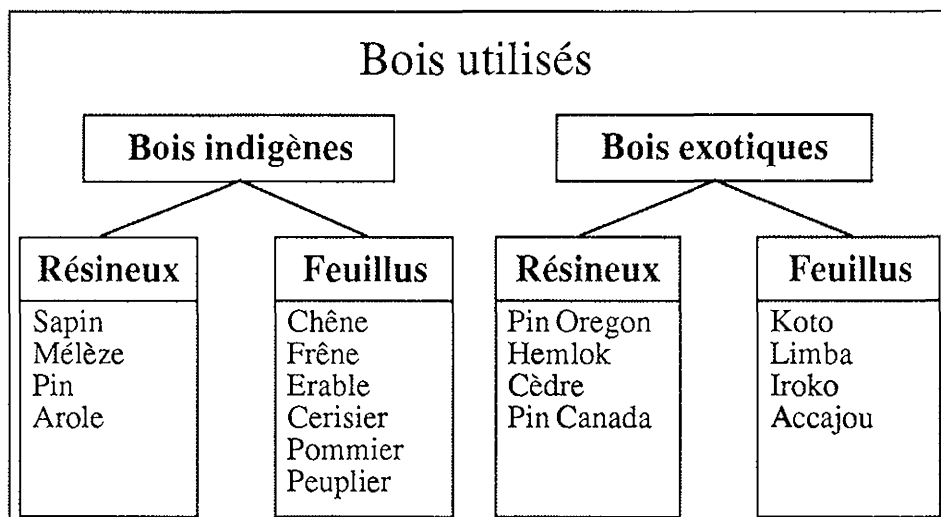 Bois utilisés
Bois indigènes
Bois exotiques
Résineux
Sapin
Mélèze
Pin
Arole
Feuillus
Chêne
Frêne
Erable
Cerisier
Pommier
Peuplier
Résineux
Pin Oregon
Hemlok
Cèdre
Pin Canada
Feuillus
Koto
Limba
Iroko
Accajou